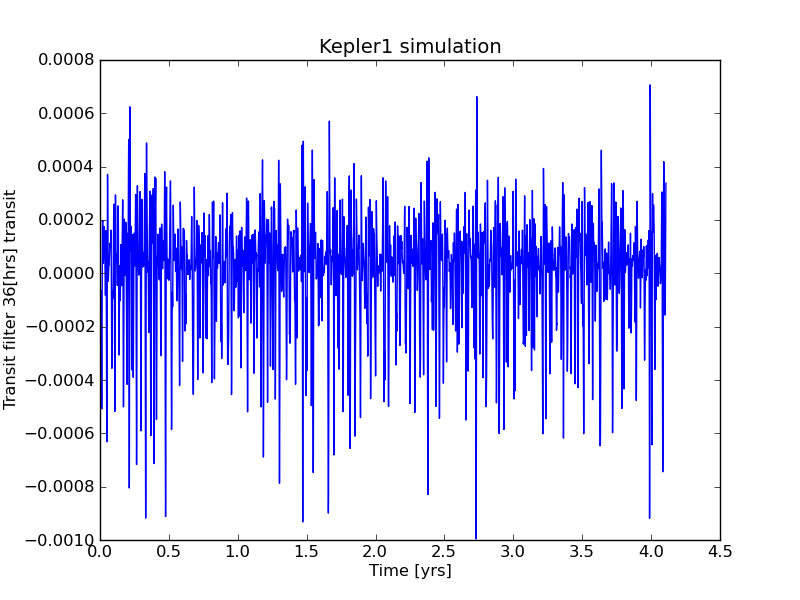 Kepler1 simulation
0.0008
0.0006
0.0004
0.0002
0.0000
−0.0002
−0.0004
−0.0006
−0.0008
−0.0010
Transit filter 36[hrs] transit
0.0 0.5 1.0 1.5 2.0 2.5 3.0 3.5 4.0 4.5
Time [yrs]